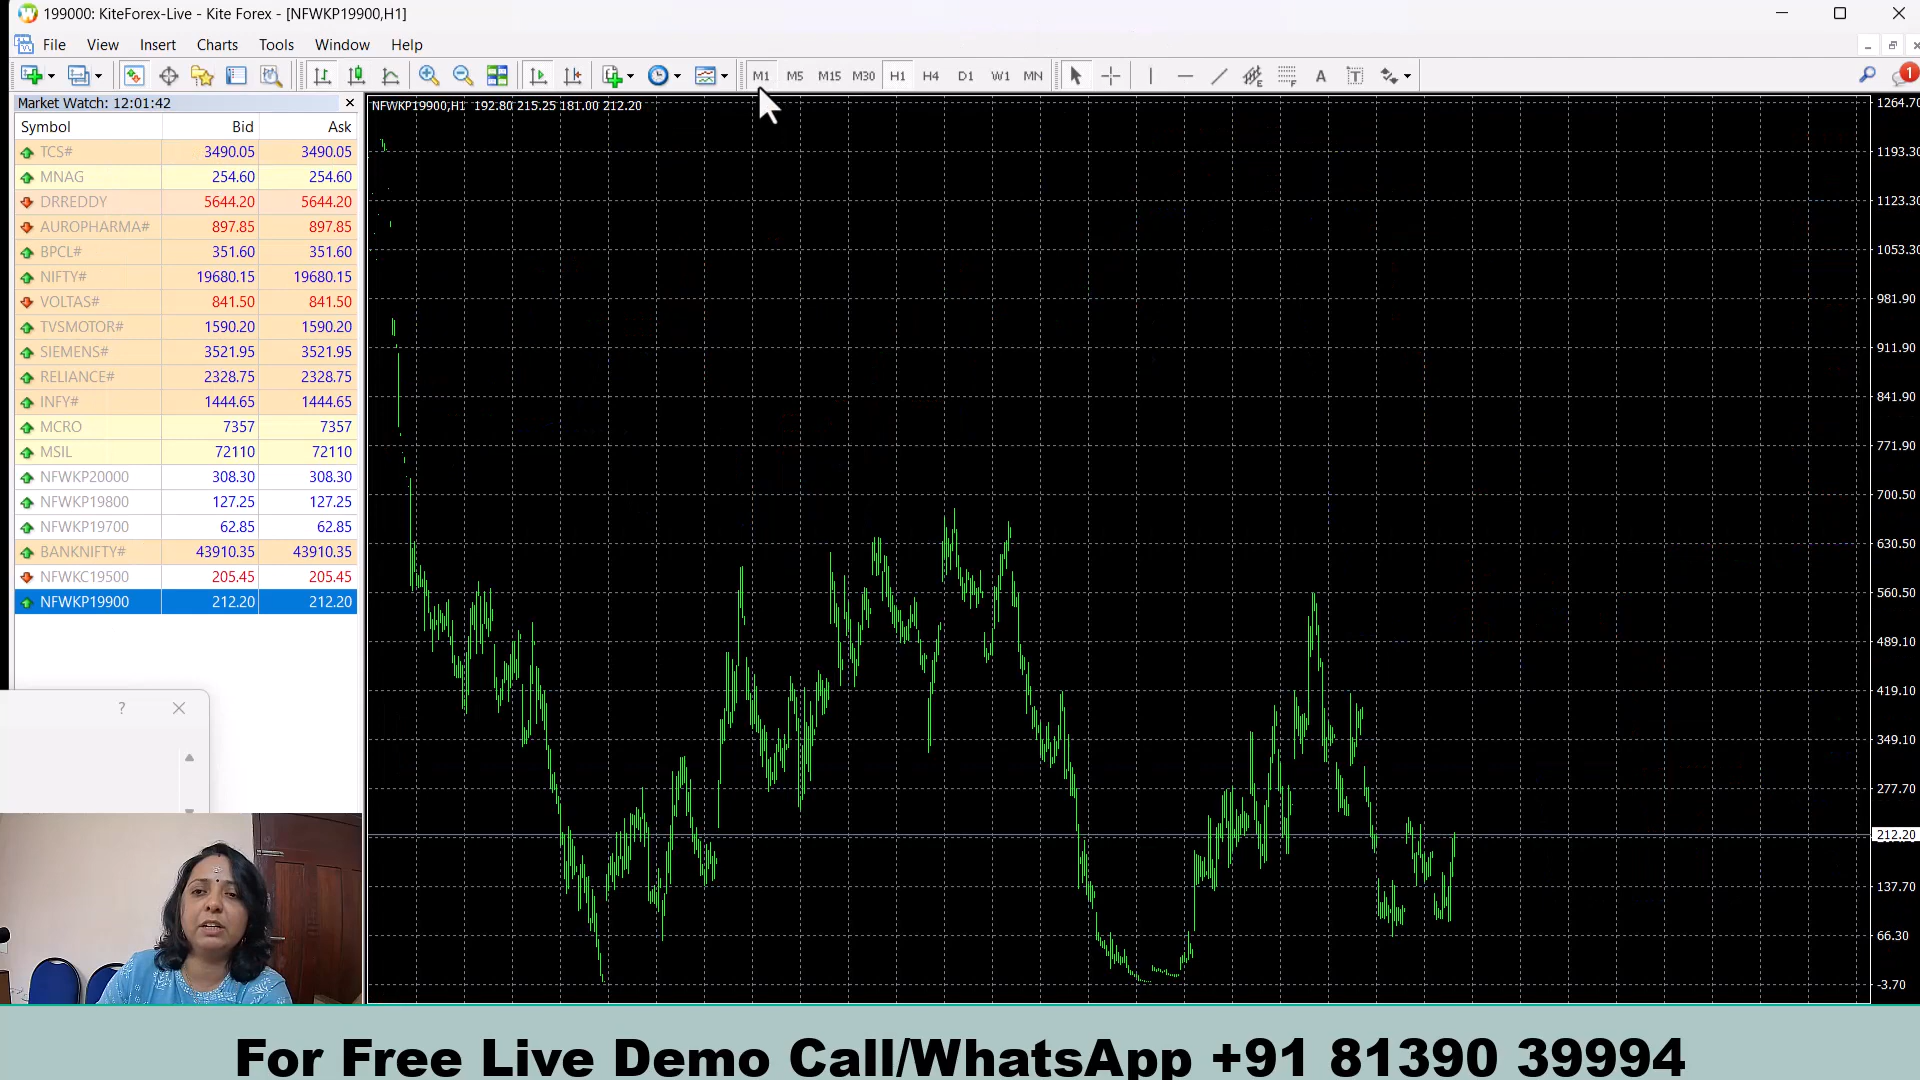 199000: KiteForex-Live - Kite Forex - [NFWKP19900,H1]
File View Insert Charts Tools Window Help
M1 M5 M15 M30 H1 H4 D1 W1 MN A T 1
Market Watch: 12:01:42
NFWKP19900,H1 192.80 215.25 181.00 212.20
Symbol Bid Ask
TCS# 3490.05 3490.05
MNAG 254.60 254.60
DRREDDY 5644.20 5644.20
AUROPHARMA# 897.85 897.85
BPCL# 351.60 351.60
NIFTY# 19680.15 19680.15
VOLTAS# 841.50 841.50
TVSMOTOR# 1590.20 1590.20
SIEMENS# 3521.95 3521.95
RELIANCE# 2328.75 2328.75
INFY# 1444.65 1444.65
MCRO 7357 7357
MSIL 72110 72110
NFWKP20000 308.30 308.30
NFWKP19800 127.25 127.25
NFWKP19700 62.85 62.85
BANKNIFTY# 43910.35 43910.35
NFWKC19500 205.45 205.45
NFWKP19900 212.20 212.20
1264.70
1193.30
1123.30
1053.30
981.90
911.90
841.90
771.90
700.50
630.50
560.50
489.10
419.10
349.10
277.70
212.20
137.70
66.30
-3.70
?
For Free Live Demo Call/WhatsApp +91 81390 39994